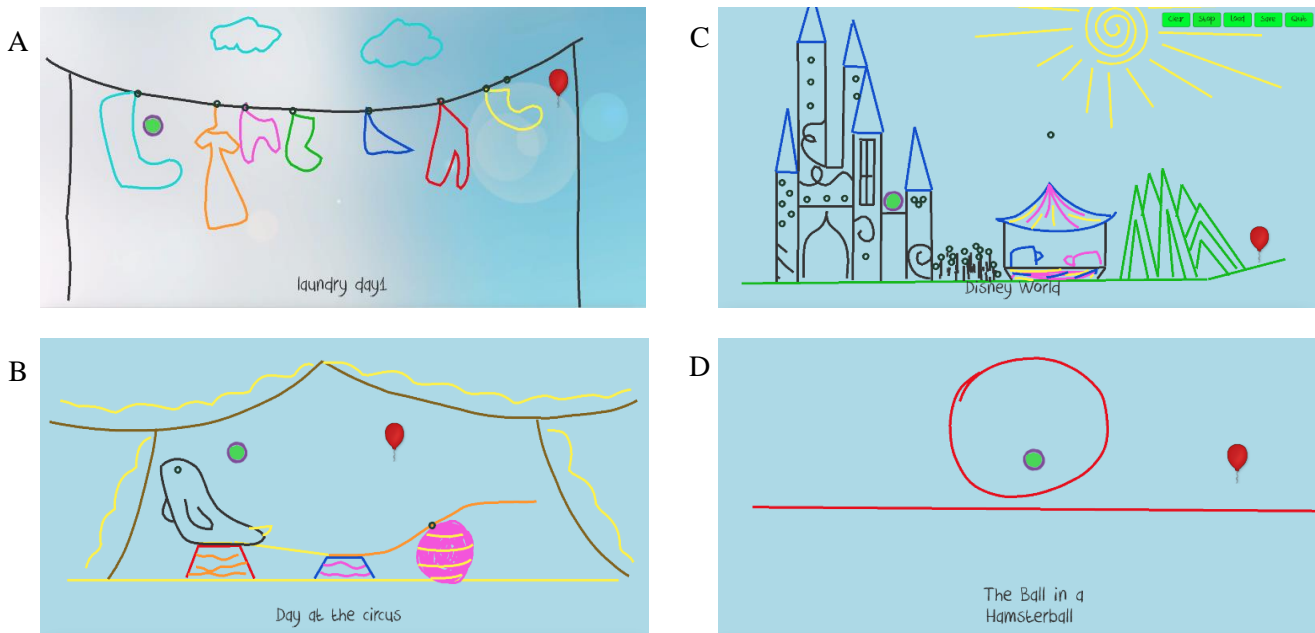 A
laundry day1
B
Day at the circus
C
Clear Stop Load Save Quit
Disney World
D
The Ball in a
Hamsterball